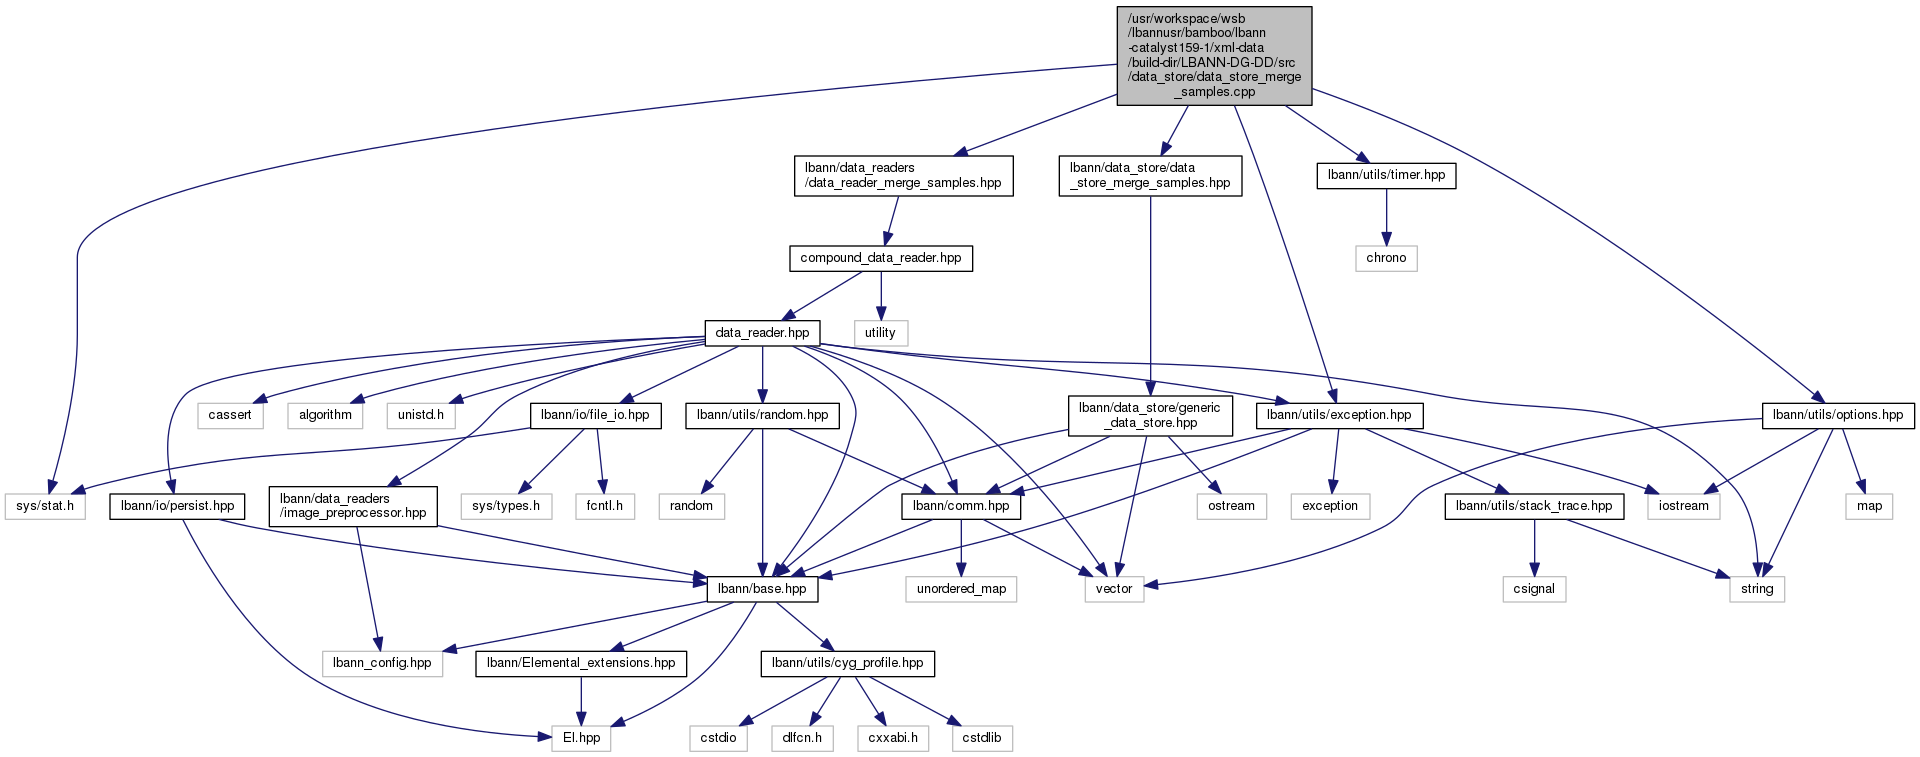 /usr/workspace/wsb
/lbannusr/bamboo/lbann
-catalyst159-1/xml-data
/build-dir/LBANN-DG-DD/src
/data_store/data_store_merge
_samples.cpp
lbann/data_readers
/data_reader_merge_samples.hpp
lbann/data_store/data
_store_merge_samples.hpp
lbann/utils/timer.hpp
compound_data_reader.hpp
chrono
data_reader.hpp
utility
cassert
algorithm
unistd.h
lbann/io/file_io.hpp
lbann/utils/random.hpp
lbann/data_store/generic
_data_store.hpp
lbann/utils/exception.hpp
lbann/utils/options.hpp
sys/stat.h
lbann/io/persist.hpp
lbann/data_readers
/image_preprocessor.hpp
sys/types.h
fcntl.h
random
lbann/comm.hpp
ostream
exception
lbann/utils/stack_trace.hpp
iostream
map
lbann/base.hpp
unordered_map
vector
csignal
string
lbann_config.hpp
lbann/Elemental_extensions.hpp
lbann/utils/cyg_profile.hpp
El.hpp
cstdio
dlfcn.h
cxxabi.h
cstdlib